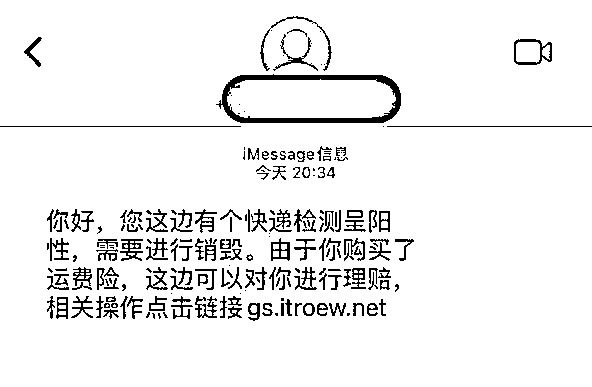 iMessage信息
今天 20:34
你好，您这边有个快递检测呈阳
性，需要进行销毁。由于你购买了
运费险，这边可以对你进行理赔，
相关操作点击链接gs.itroew.net